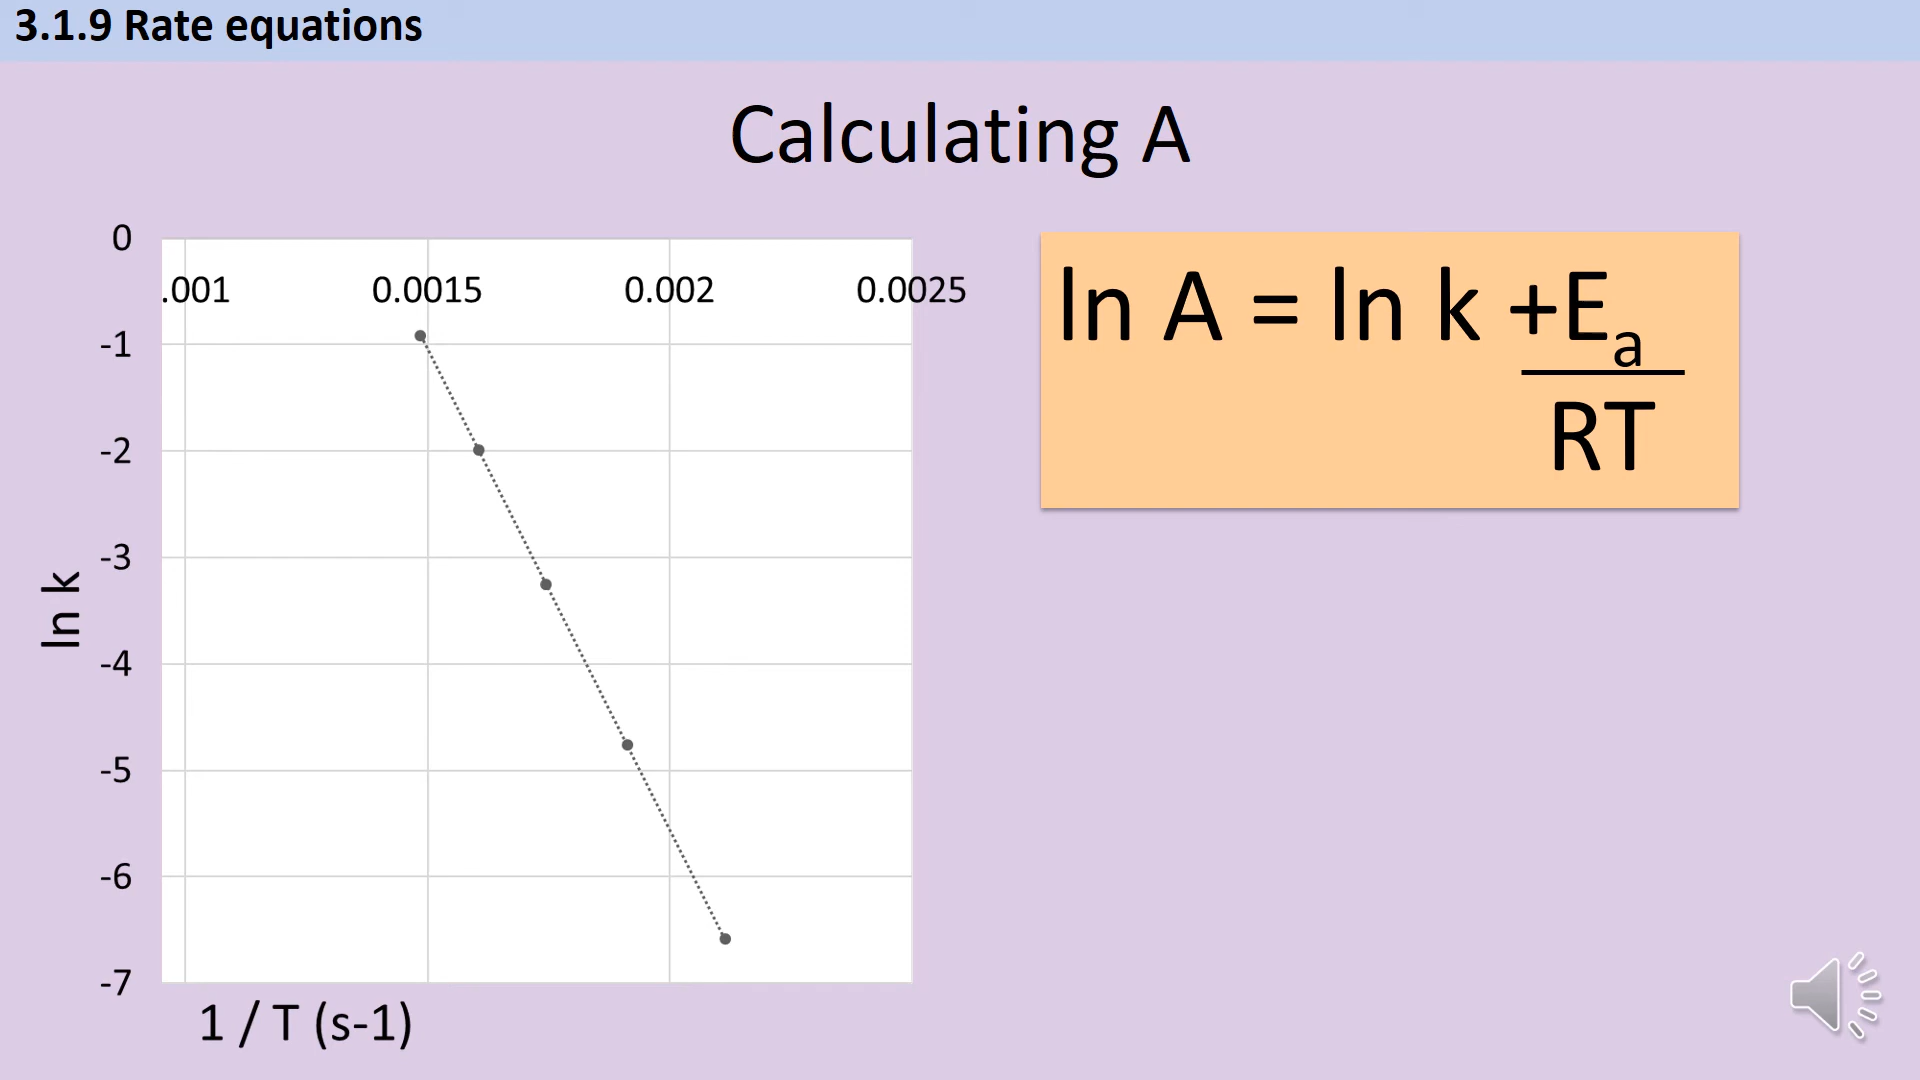 3.1.9 Rate equations
Calculating A
0
.001 0.0015 0.002 0.0025
-1
-2
-3
-4
-5
-6
-7
ln k
1 / T (s-1)
ln A = ln k +Ea
RT